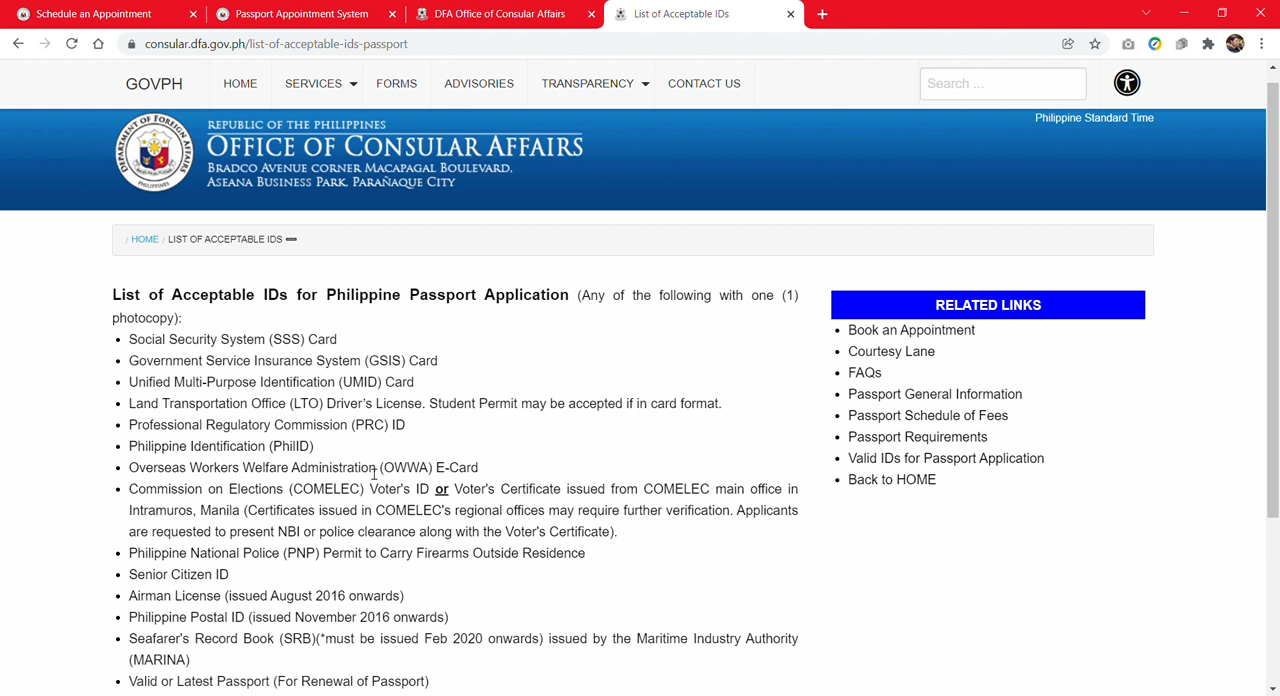 Schedule an Appointment
Passport Appointment System
DFA Office of Consular Affairs
List of Acceptable IDs
consular.dfa.gov.ph/list-of-acceptable-ids-passport
GOVPH
HOME
SERVICES
FORMS
ADVISORIES
TRANSPARENCY
CONTACT US
Search ...
Philippine Standard Time
DEPARTMENT OF FOREIGN AFFAIRS
PHILIPPINES
REPUBLIC OF THE PHILIPPINES
OFFICE OF CONSULAR AFFAIRS
BRADCO AVENUE CORNER MACAPAGAL BOULEVARD,
ASEANA BUSINESS PARK, PARAÑAQUE CITY
/ HOME / LIST OF ACCEPTABLE IDS
List of Acceptable IDs for Philippine Passport Application (Any of the following with one (1)
photocopy):
• Social Security System (SSS) Card
• Government Service Insurance System (GSIS) Card
• Unified Multi-Purpose Identification (UMID) Card
• Land Transportation Office (LTO) Driver's License. Student Permit may be accepted if in card format.
• Professional Regulatory Commission (PRC) ID
• Philippine Identification (PhilID)
• Overseas Workers Welfare Administration (OWWA) E-Card
• Commission on Elections (COMELEC) Voter's ID or Voter's Certificate issued from COMELEC main office in
Intramuros, Manila (Certificates issued in COMELEC's regional offices may require further verification. Applicants
are requested to present NBI or police clearance along with the Voter's Certificate).
• Philippine National Police (PNP) Permit to Carry Firearms Outside Residence
• Senior Citizen ID
• Airman License (issued August 2016 onwards)
• Philippine Postal ID (issued November 2016 onwards)
• Seafarer's Record Book (SRB)(*must be issued Feb 2020 onwards) issued by the Maritime Industry Authority
(MARINA)
• Valid or Latest Passport (For Renewal of Passport)
RELATED LINKS
• Book an Appointment
• Courtesy Lane
• FAQs
• Passport General Information
• Passport Schedule of Fees
• Passport Requirements
• Valid IDs for Passport Application
• Back to HOME